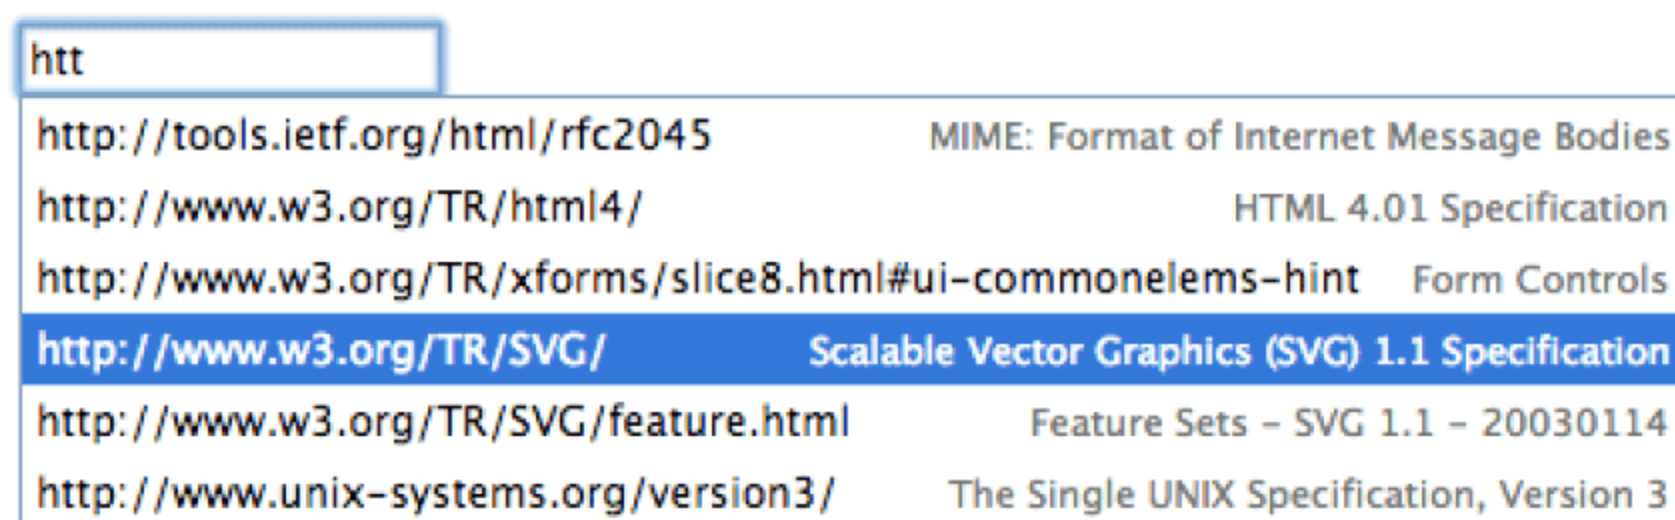 htt
http://tools.ietf.org/html/rfc2045 MIME: Format of Internet Message Bodies
http://www.w3.org/TR/html4/ HTML 4.01 Specification
http://www.w3.org/TR/xforms/slice8.html#ui-commonelems-hint Form Controls
http://www.w3.org/TR/SVG/ Scalable Vector Graphics (SVG) 1.1 Specification
http://www.w3.org/TR/SVG/feature.html Feature Sets – SVG 1.1 – 20030114
http://www.unix-systems.org/version3/ The Single UNIX Specification, Version 3